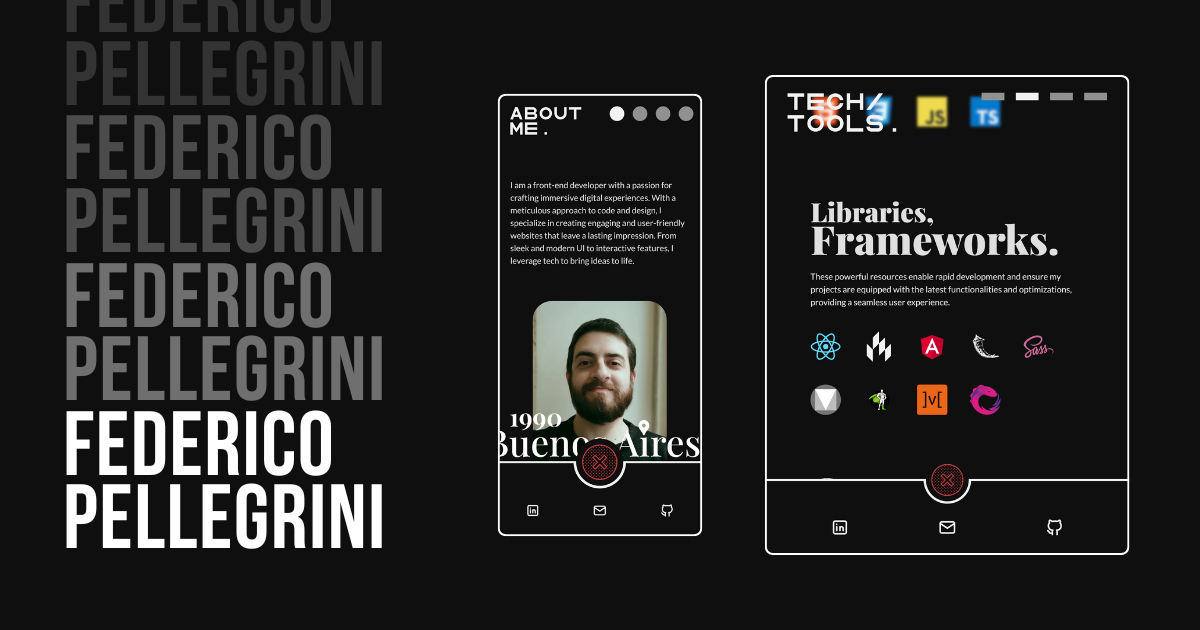 FEDERICO
PELLEGRINI
FEDERICO
PELLEGRINI
FEDERICO
PELLEGRINI
FEDERICO
PELLEGRINI
ABOUT
ME.
I am a front-end developer with a passion for
crafting immersive digital experiences. With a
meticulous approach to code and design, I
specialize in creating engaging and user-friendly
websites that leave a lasting impression. From
sleek and modern UI to interactive features, I
leverage tech to bring ideas to life.
1990
Buenos Aires
in
TECH/
TOOLS.
JS
TS
Libraries,
Frameworks.
These powerful resources enable rapid development and ensure my
projects are equipped with the latest functionalities and optimizations,
providing a seamless user experience.
A
Sass
]v[
in